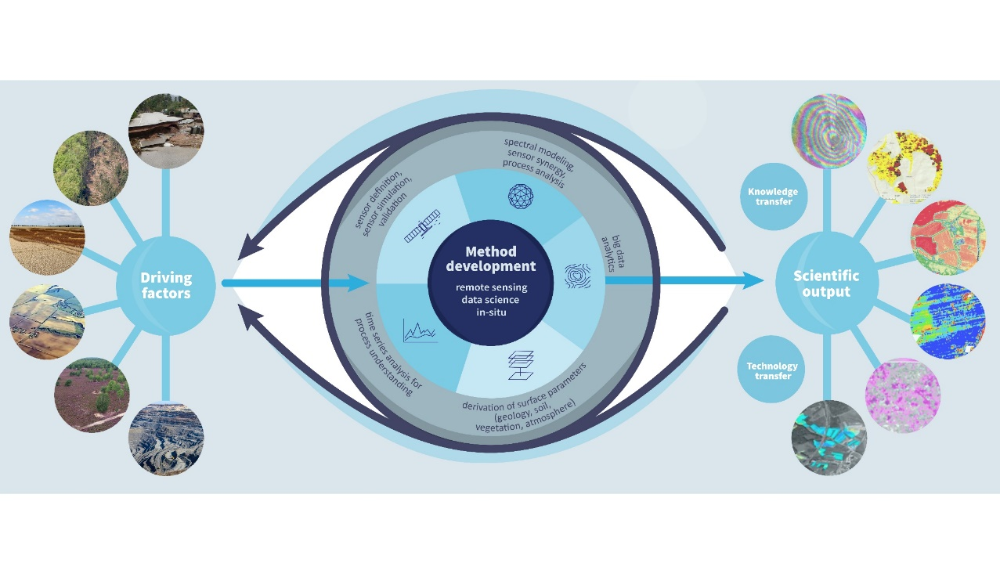 Driving
factors
sensor definition,
sensor simulation,
validation
spectral modeling,
sensor synergy,
process analysis
big data
analytics
derivation of surface parameters
(geology, soil,
vegetation, atmosphere)
time series analysis for
process understanding
Method
development
remote sensing
data science
in-situ
Knowledge
transfer
Scientific
output
Technology
transfer